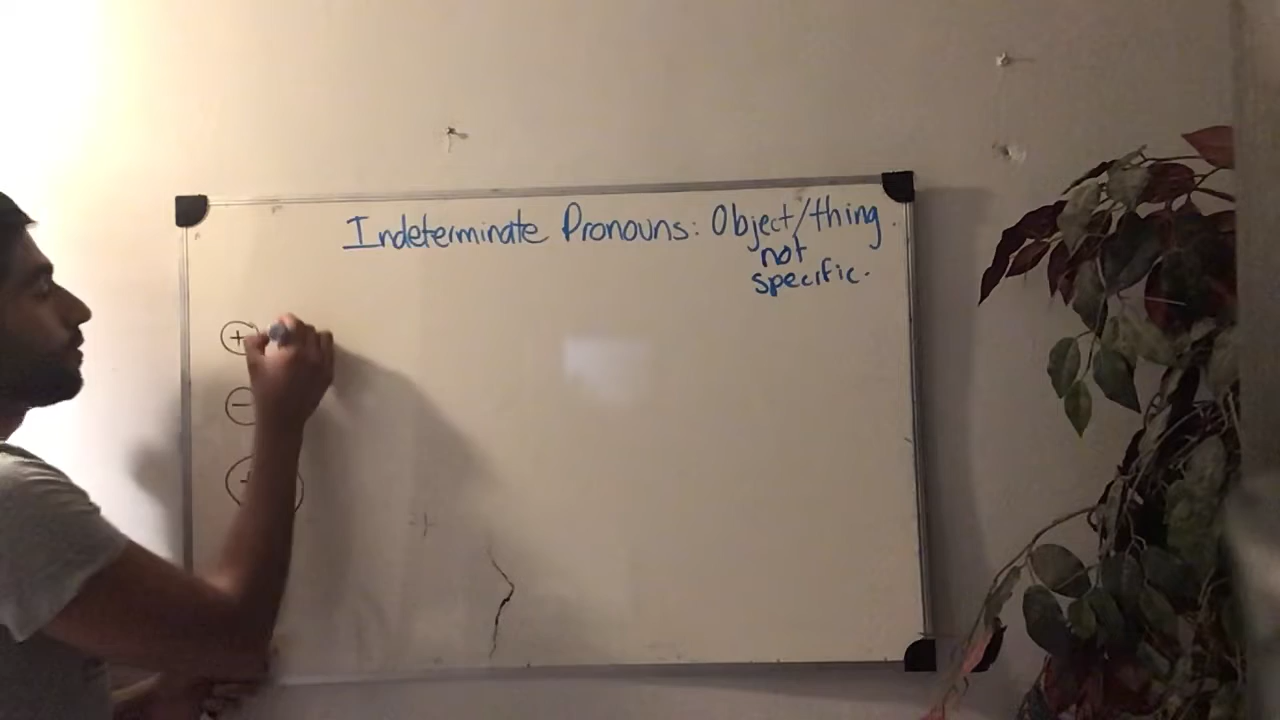 Indeterminate Pronouns: Object/thing
not
specific.
+
-